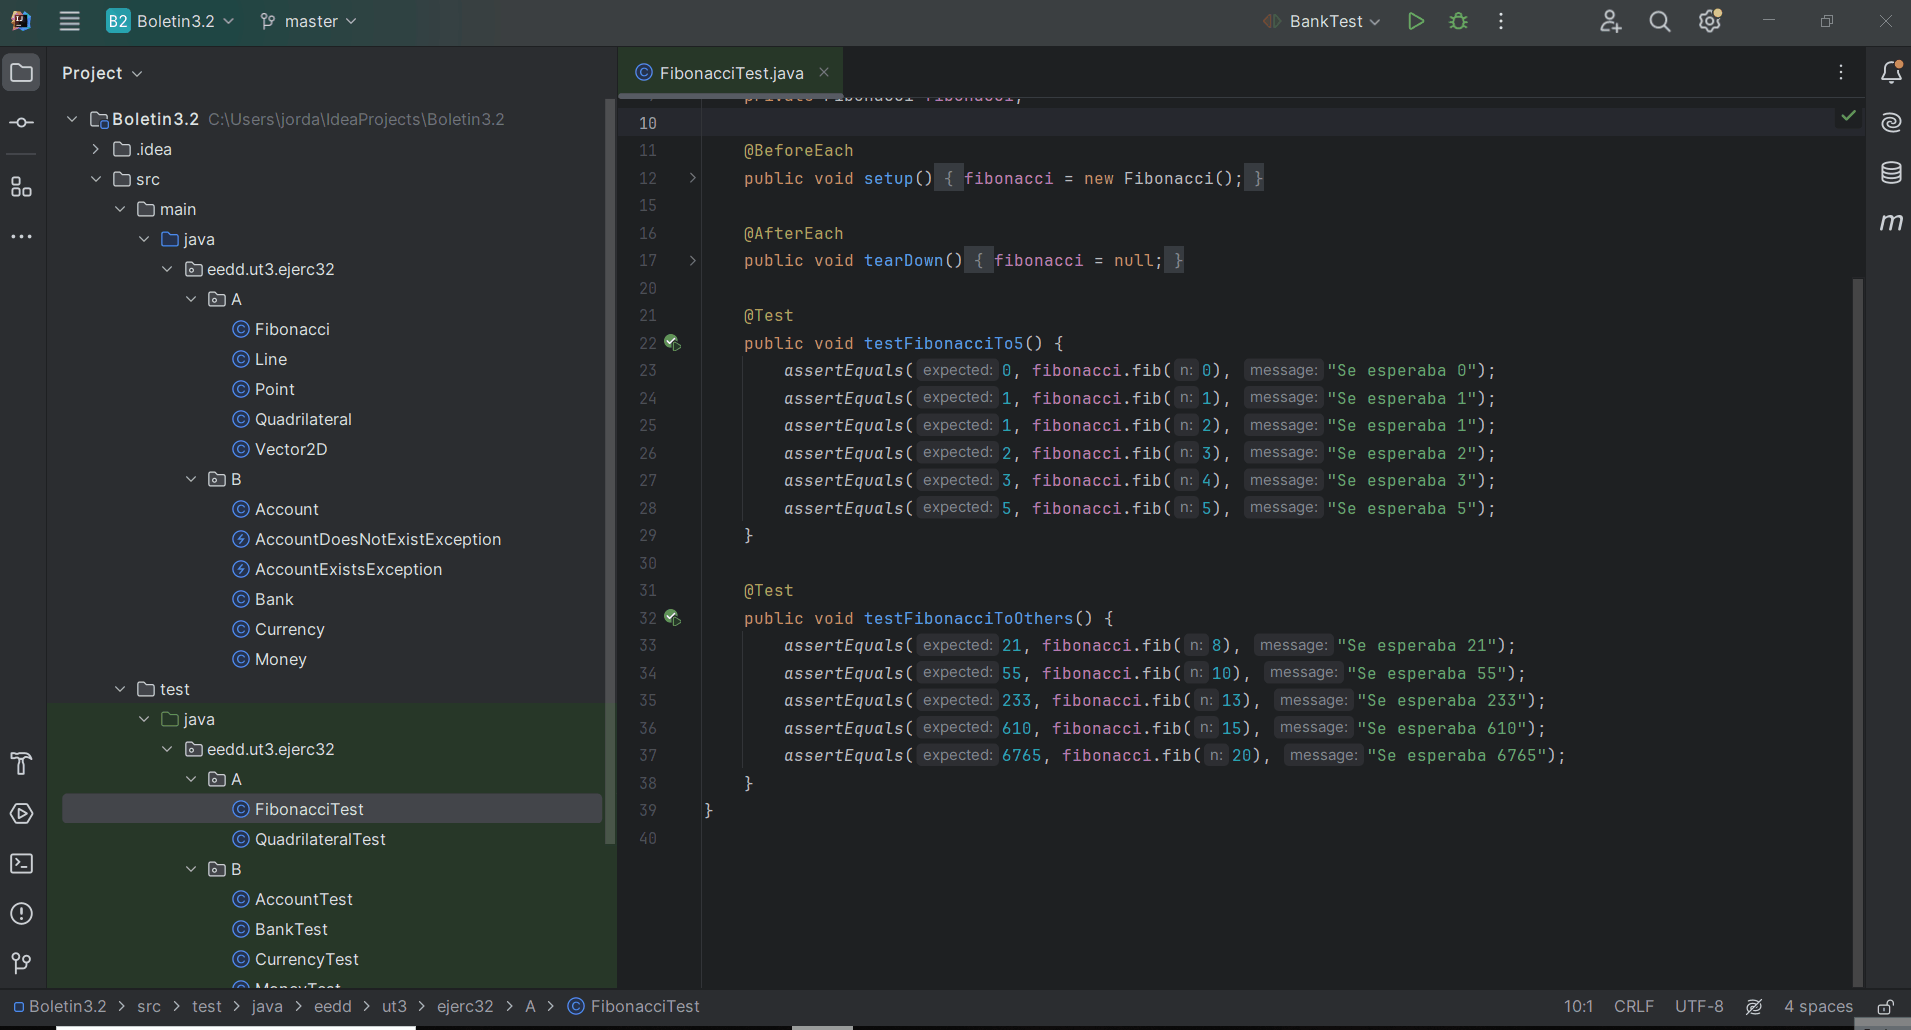 B2 Boletin3.2 master BankTest
Project
Boletin3.2 C:\Users\jorda\IdeaProjects\Boletin3.2
.idea
src
main
java
eedd.ut3.ejerc32
A
Fibonacci
Line
Point
Quadrilateral
Vector2D
B
Account
AccountDoesNotExistException
AccountExistsException
Bank
Currency
Money
test
java
eedd.ut3.ejerc32
A
FibonacciTest
QuadrilateralTest
B
AccountTest
BankTest
CurrencyTest
MoneyTest
FibonacciTest.java
private Fibonacci fibonacci;
10
11 @BeforeEach
12 public void setup() { fibonacci = new Fibonacci(); }
15
16 @AfterEach
17 public void tearDown() { fibonacci = null; }
20
21 @Test
22 public void testFibonacciTo5() {
23 assertEquals( expected: 0, fibonacci.fib( n: 0), message: "Se esperaba 0");
24 assertEquals( expected: 1, fibonacci.fib( n: 1), message: "Se esperaba 1");
25 assertEquals( expected: 1, fibonacci.fib( n: 2), message: "Se esperaba 1");
26 assertEquals( expected: 2, fibonacci.fib( n: 3), message: "Se esperaba 2");
27 assertEquals( expected: 3, fibonacci.fib( n: 4), message: "Se esperaba 3");
28 assertEquals( expected: 5, fibonacci.fib( n: 5), message: "Se esperaba 5");
29 }
30
31 @Test
32 public void testFibonacciToOthers() {
33 assertEquals( expected: 21, fibonacci.fib( n: 8), message: "Se esperaba 21");
34 assertEquals( expected: 55, fibonacci.fib( n: 10), message: "Se esperaba 55");
35 assertEquals( expected: 233, fibonacci.fib( n: 13), message: "Se esperaba 233");
36 assertEquals( expected: 610, fibonacci.fib( n: 15), message: "Se esperaba 610");
37 assertEquals( expected: 6765, fibonacci.fib( n: 20), message: "Se esperaba 6765");
38 }
39 }
40
m
Boletin3.2 > src > test > java > eedd > ut3 > ejerc32 > A > FibonacciTest 10:1 CRLF UTF-8 4 spaces